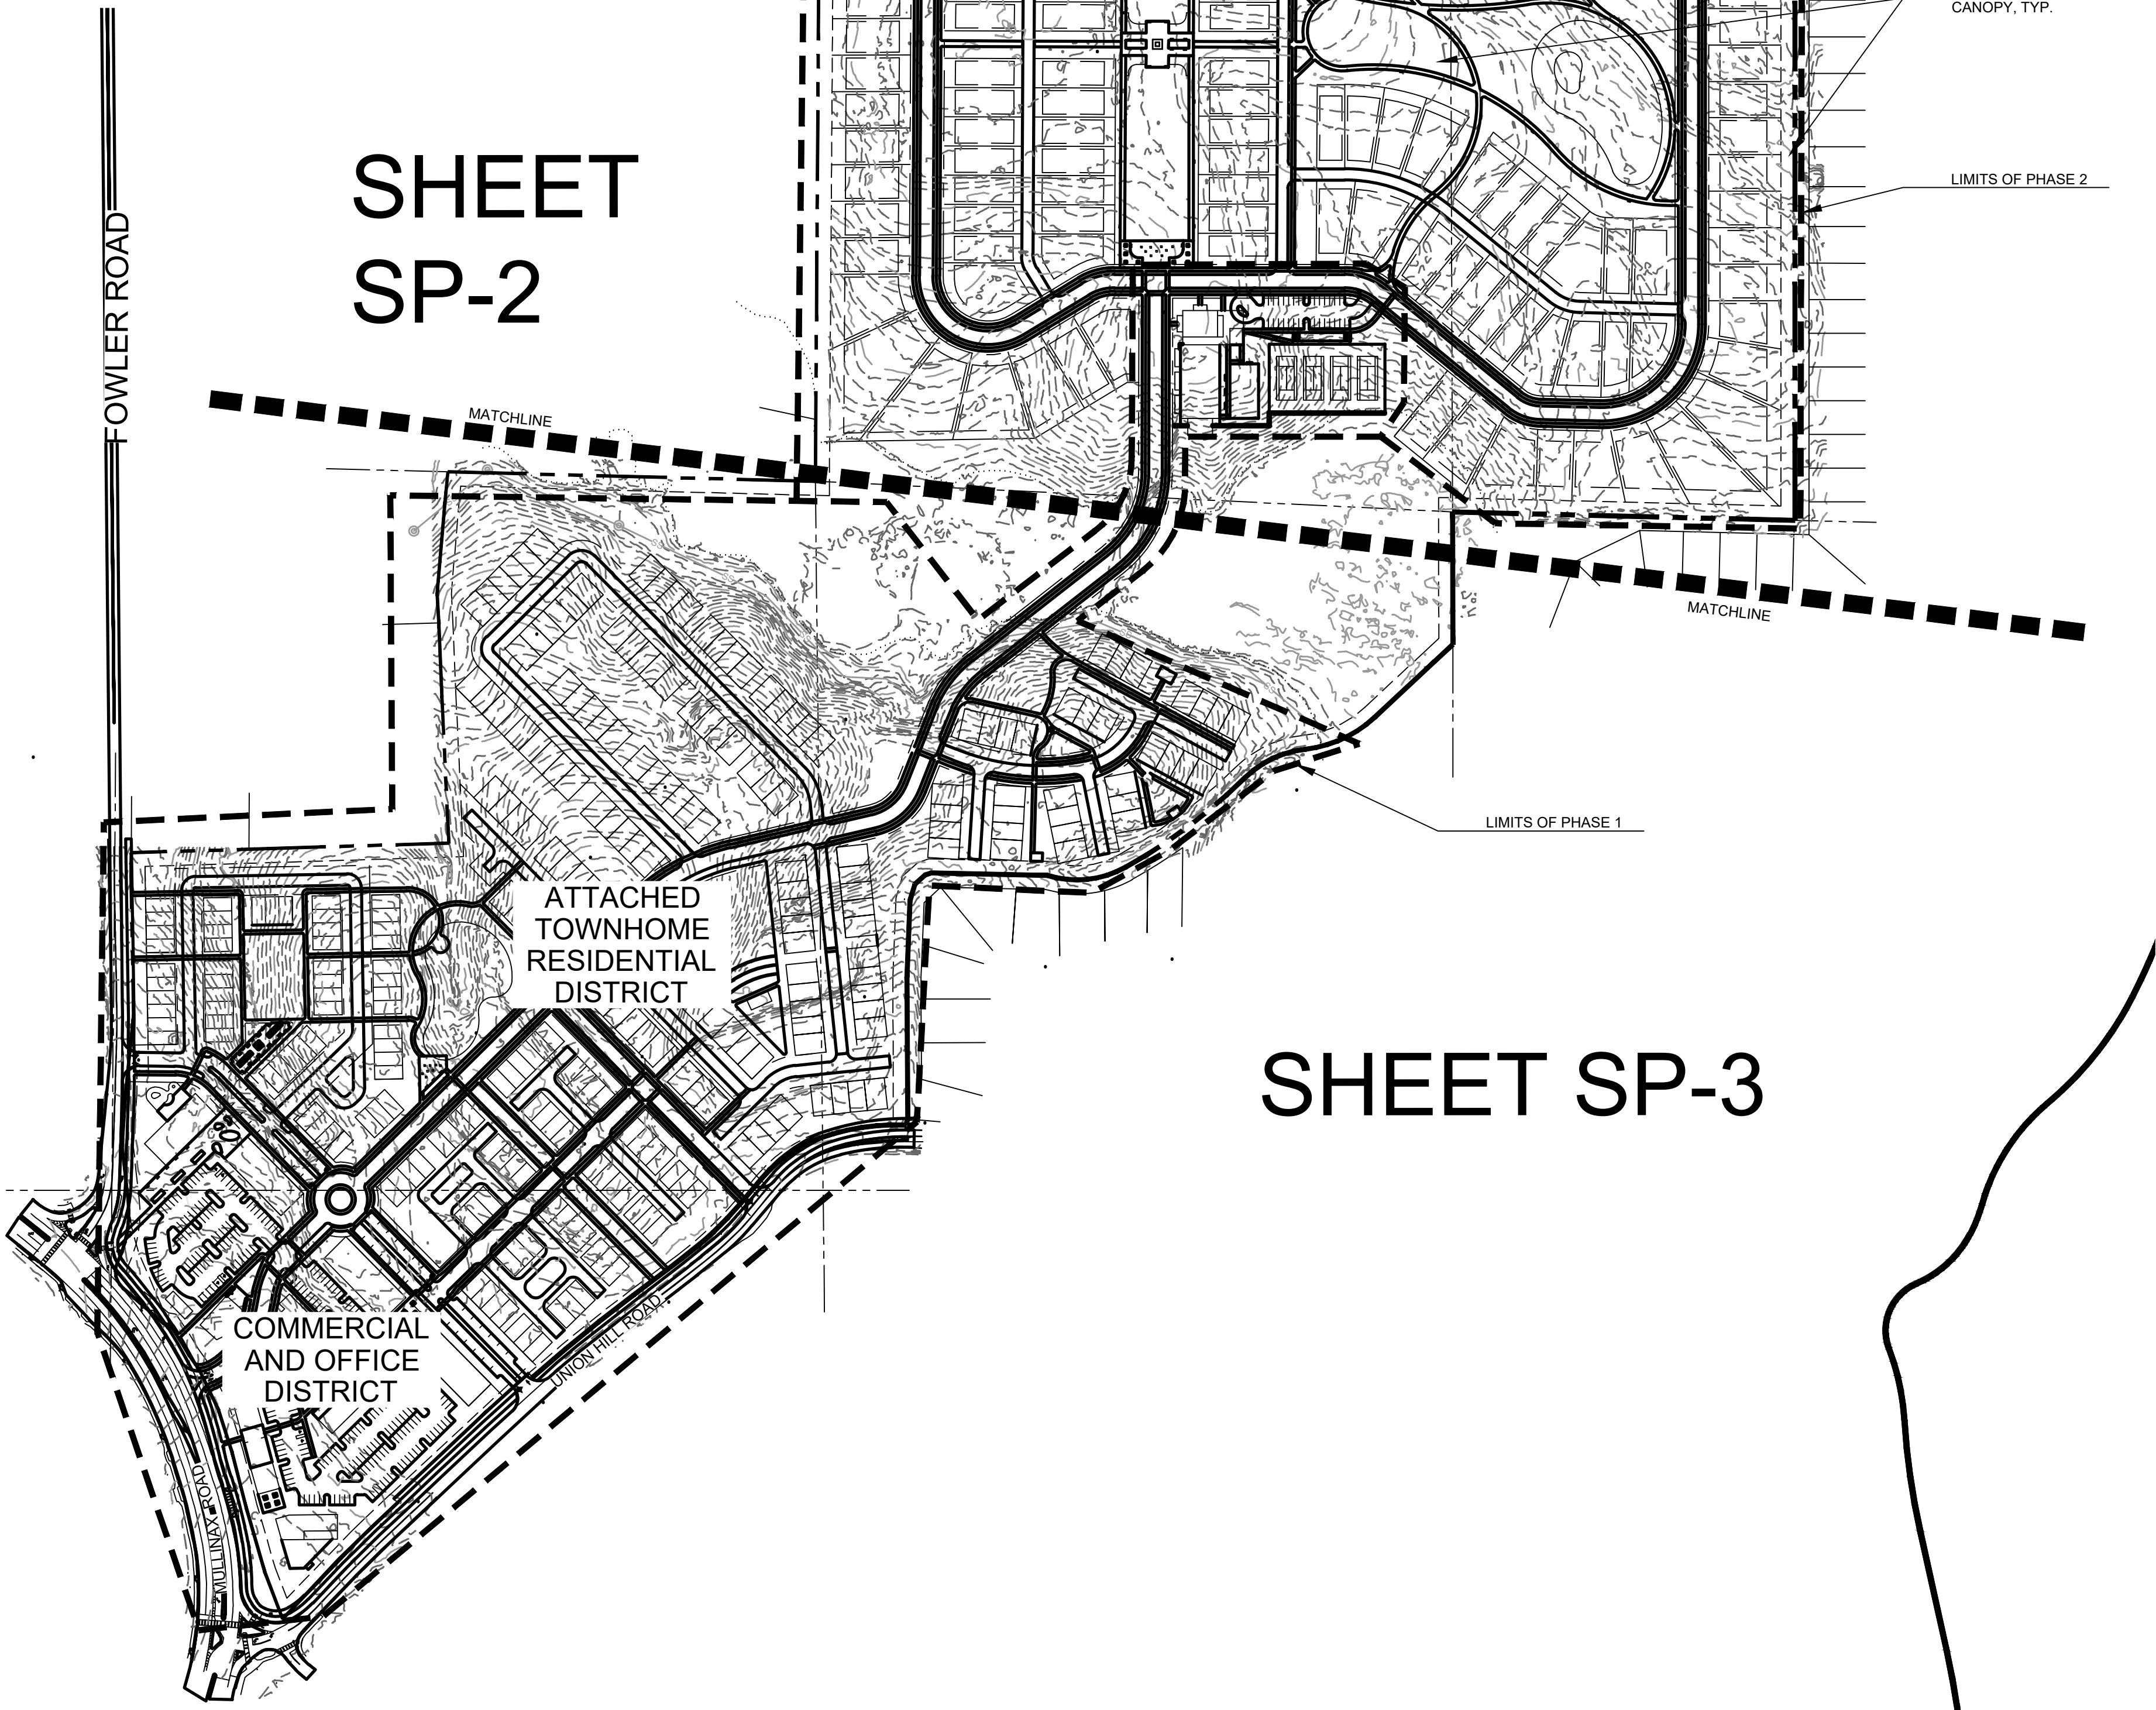 CANOPY, TYP.
SHEET
SP-2
LIMITS OF PHASE 2
FOWLER ROAD
MATCHLINE
MATCHLINE
LIMITS OF PHASE 1
ATTACHED
TOWNHOME
RESIDENTIAL
DISTRICT
SHEET SP-3
COMMERCIAL
AND OFFICE
DISTRICT
UNION HILL ROAD
MULLINAX ROAD